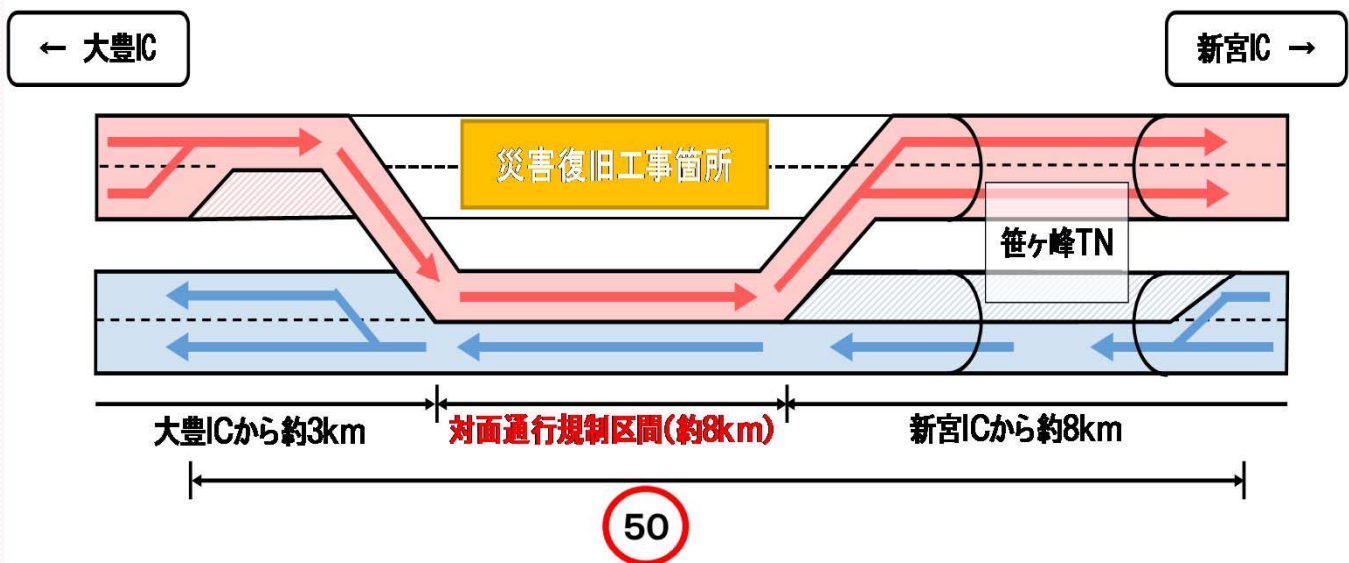 ← 大豊IC
新宮IC →
災害復旧工事箇所
笹ヶ峰TN
大豊ICから約3km
対面通行規制区間(約8km)
新宮ICから約8km
50